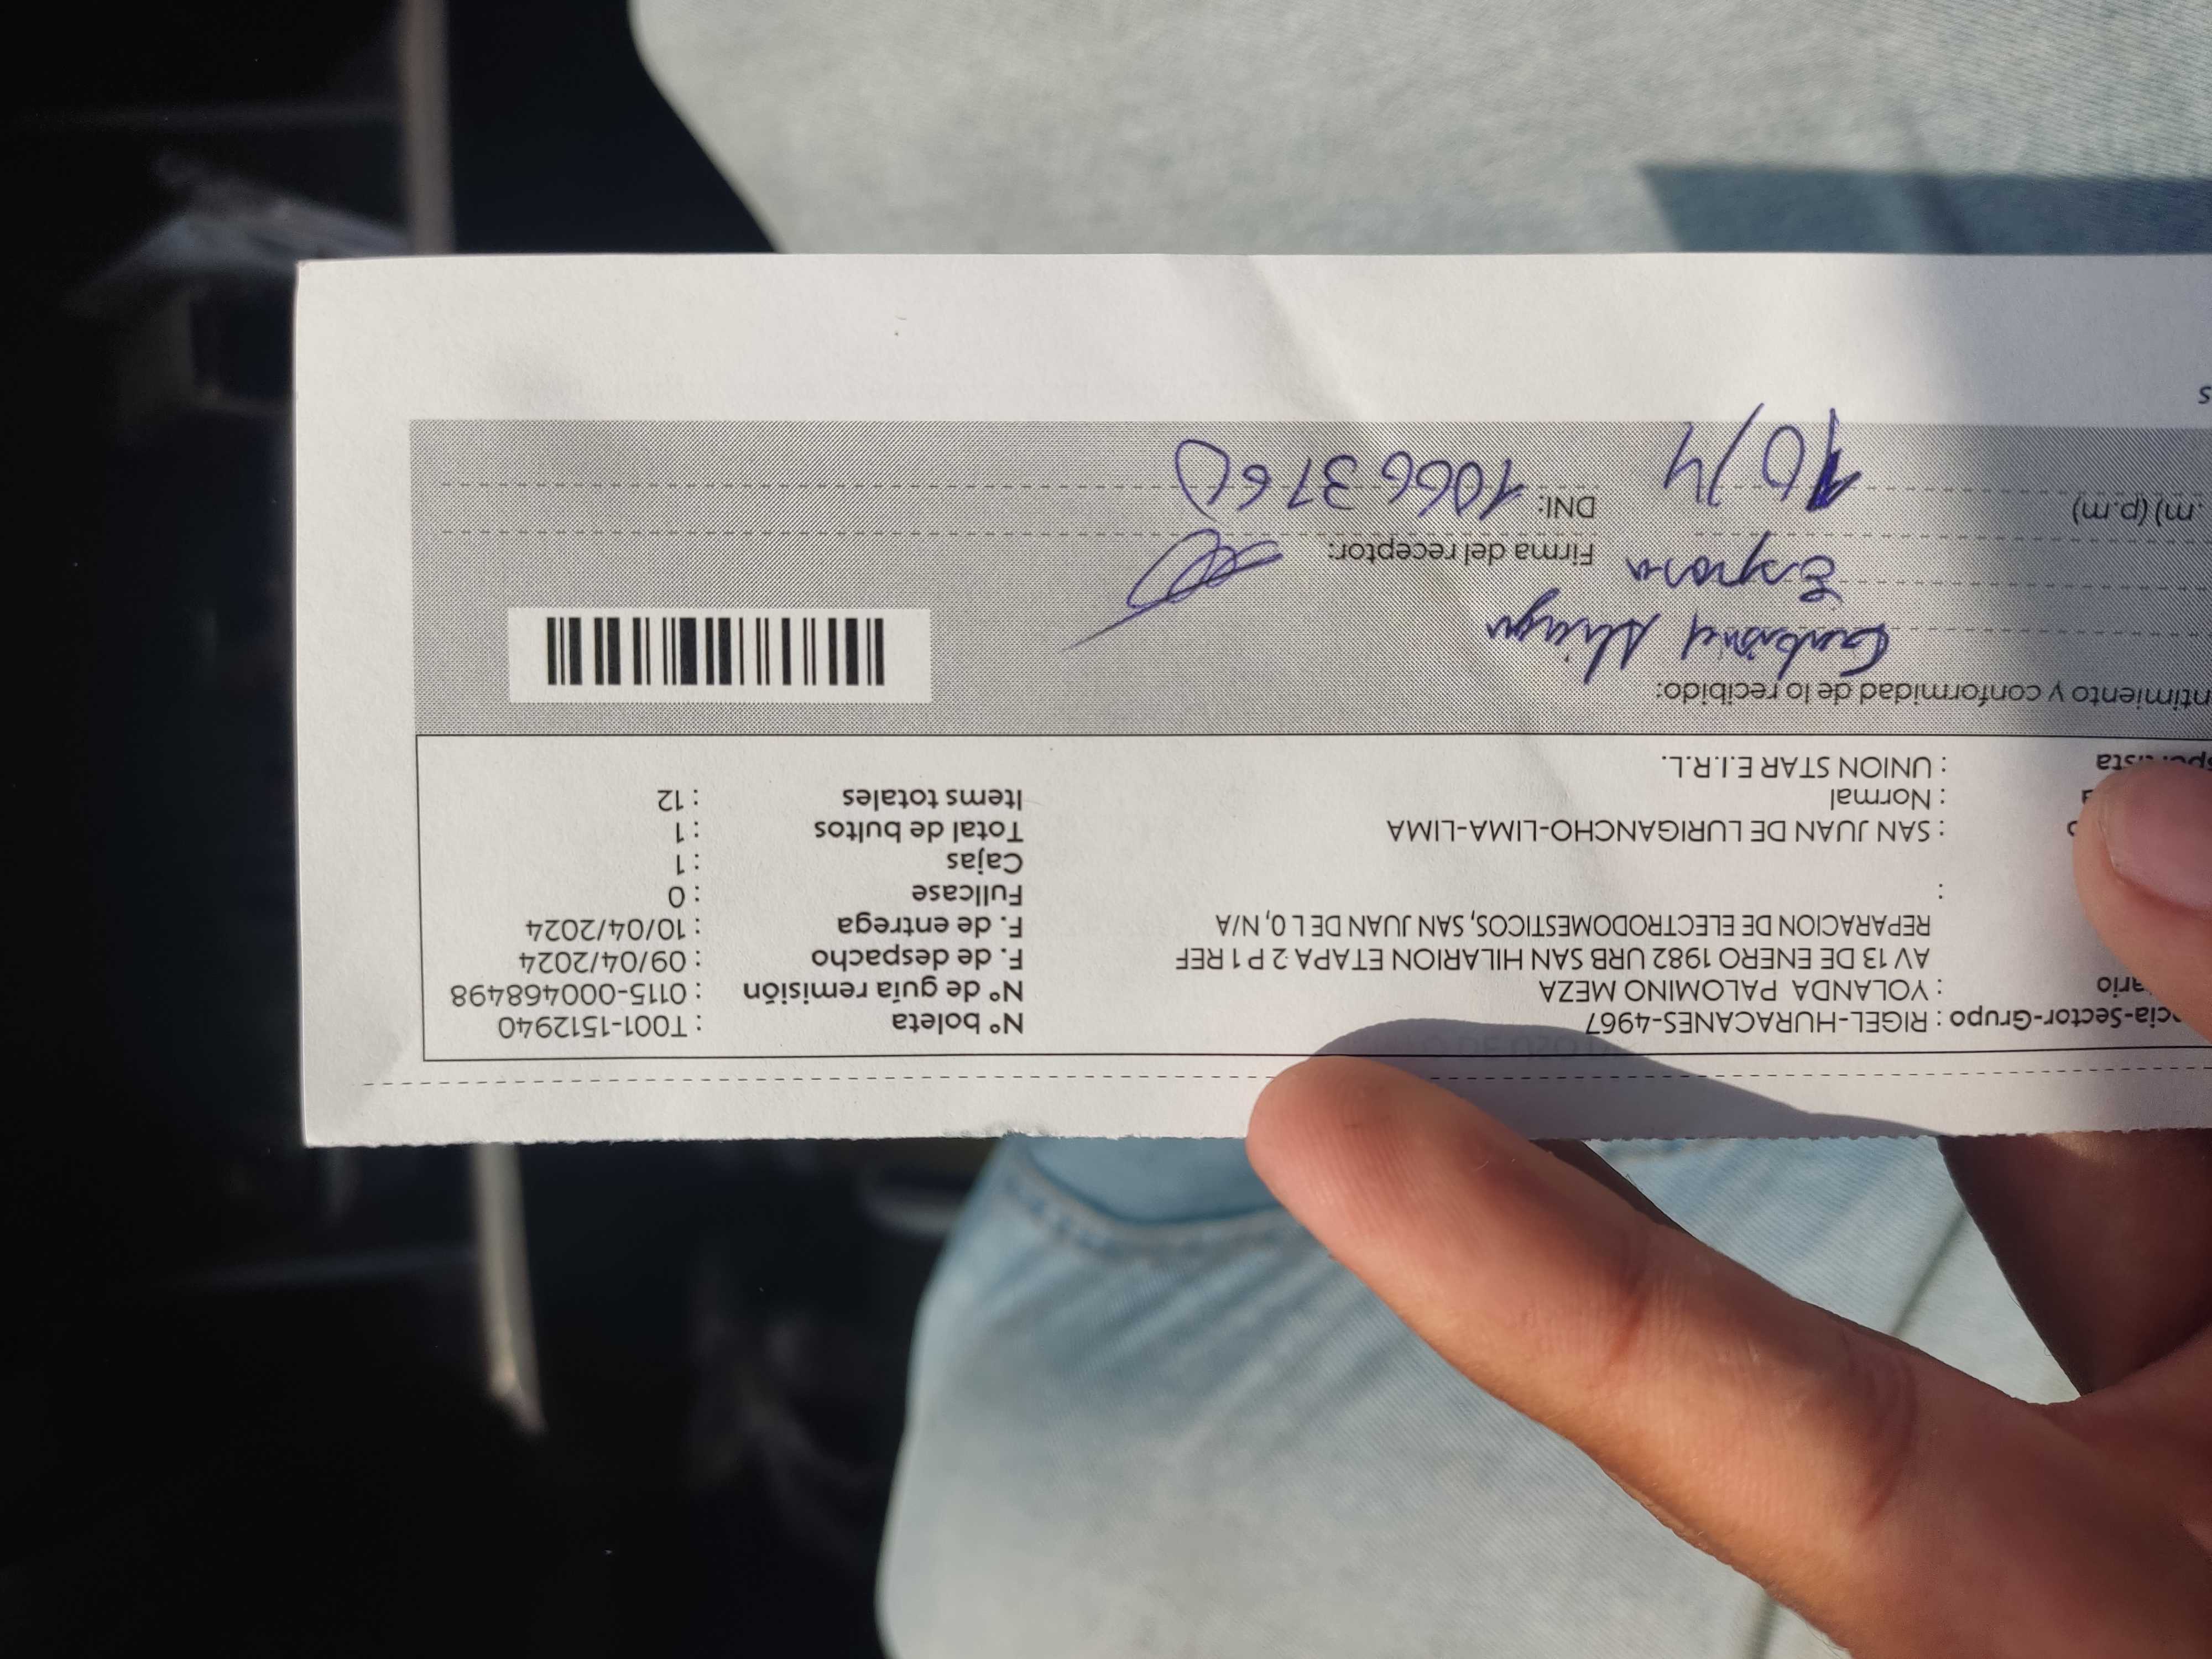 cia-Sector-Grupo : RIGEL-HURACANES-4967
ario : YOLANDA PALOMINO MEZA
AV 13 DE ENERO 1982 URB SAN HILARION ETAPA 2 P 1 REF
REPARACION DE ELECTRODOMESTICOS, SAN JUAN DE L 0, N/A
:
: SAN JUAN DE LURIGANCHO-LIMA-LIMA
: Normal
: UNION STAR E.I.R.L.
Nº boleta : T001-1512940
Nº de guía remisión : 0115-000468498
F. de despacho : 09/04/2024
F. de entrega : 10/04/2024
Fullcase : 0
Cajas : 1
Total de bultos : 1
Items totales : 12
ntimiento y conformidad de lo recibido:
Esposa
Firma del receptor:
.m) (p.m) 10/4
DNI: 10663760
s